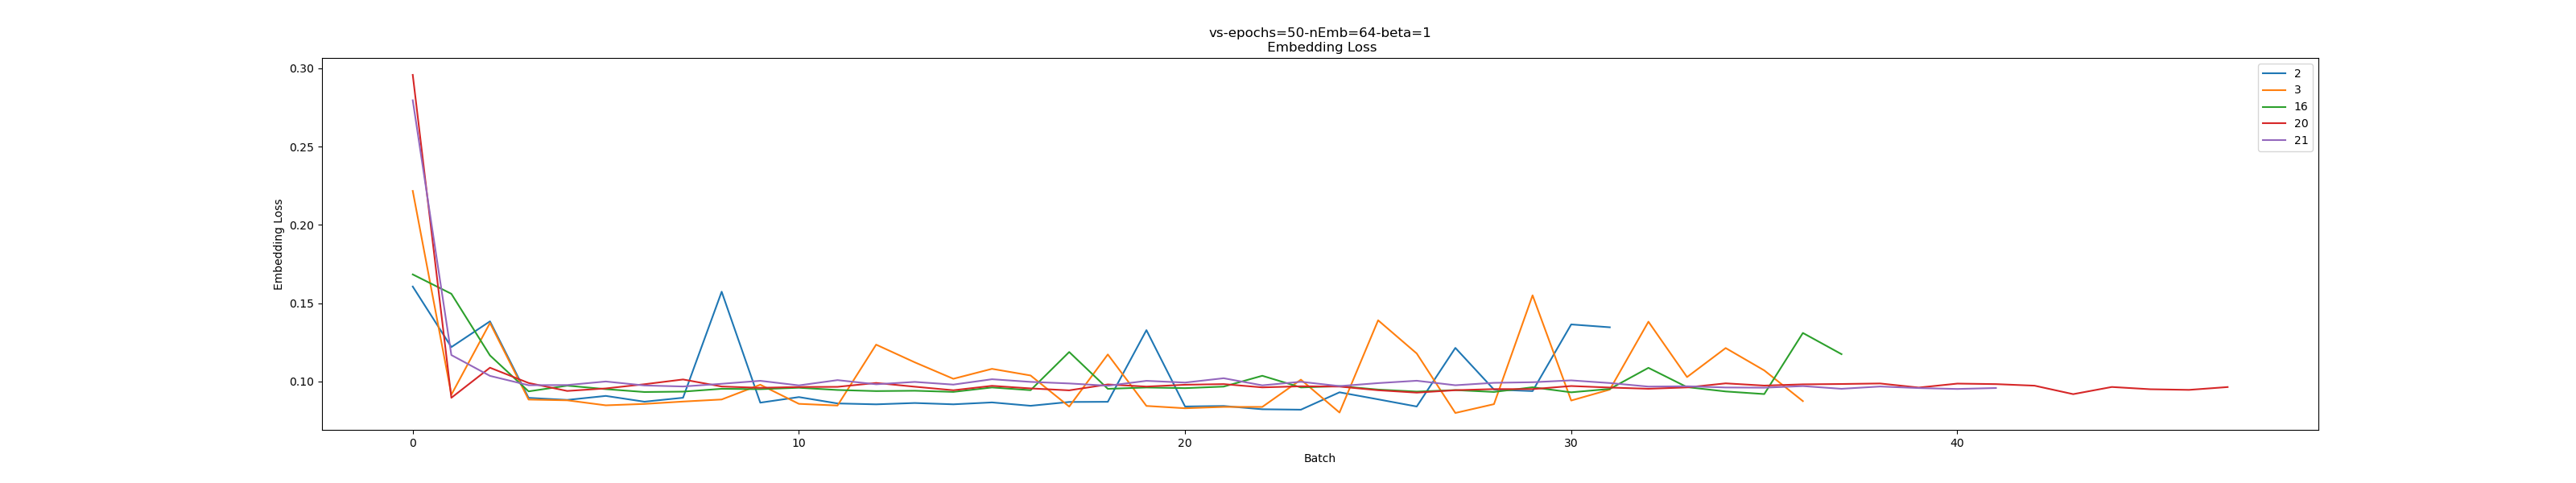 vs-epochs=50-nEmb=64-beta=1
Embedding Loss
0.30
0.25
0.20
0.15
0.10
Embedding Loss
2
3
16
20
21
0 10 20 30 40
Batch